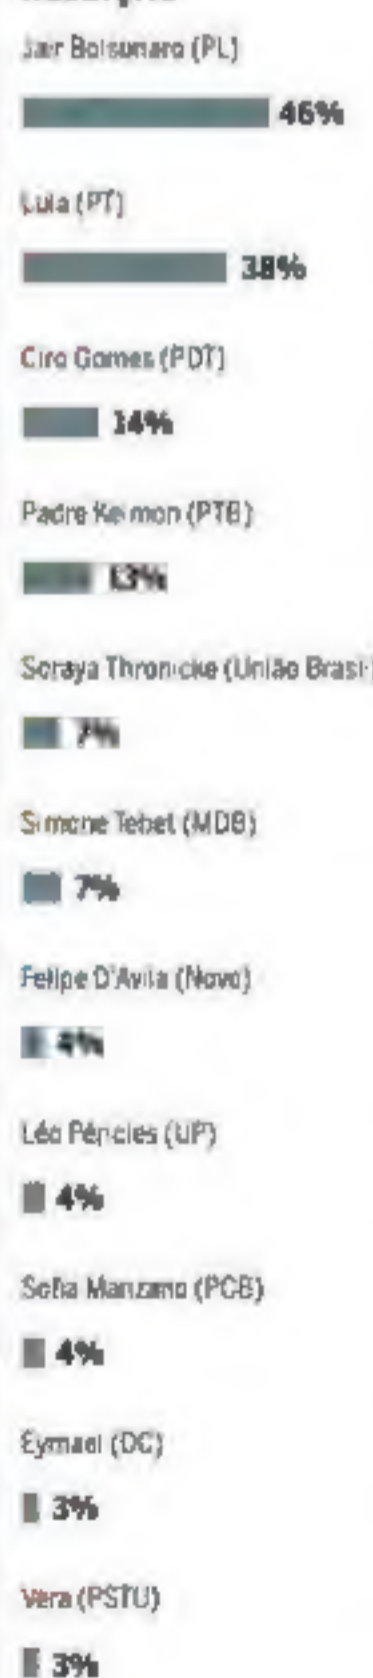 Jair Bolsonaro (PL)
46%
Lula (PT)
38%
Ciro Gomes (PDT)
14%
Padre Kelmon (PTB)
13%
Soraya Thronicke (União Brasil)
7%
Simone Tebet (MDB)
7%
Felipe D'Avila (Novo)
4%
Léo Péricles (UP)
4%
Sofia Manzano (PCB)
4%
Eymael (DC)
3%
Vera (PSTU)
3%